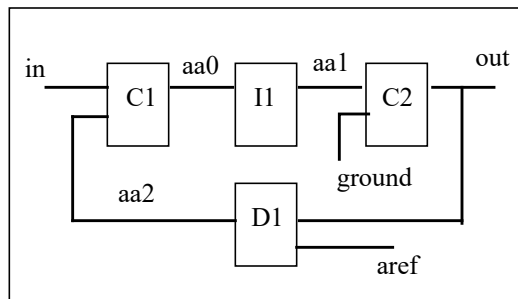 in
aa0
aa1
out
C1
I1
C2
ground
aa2
D1
aref